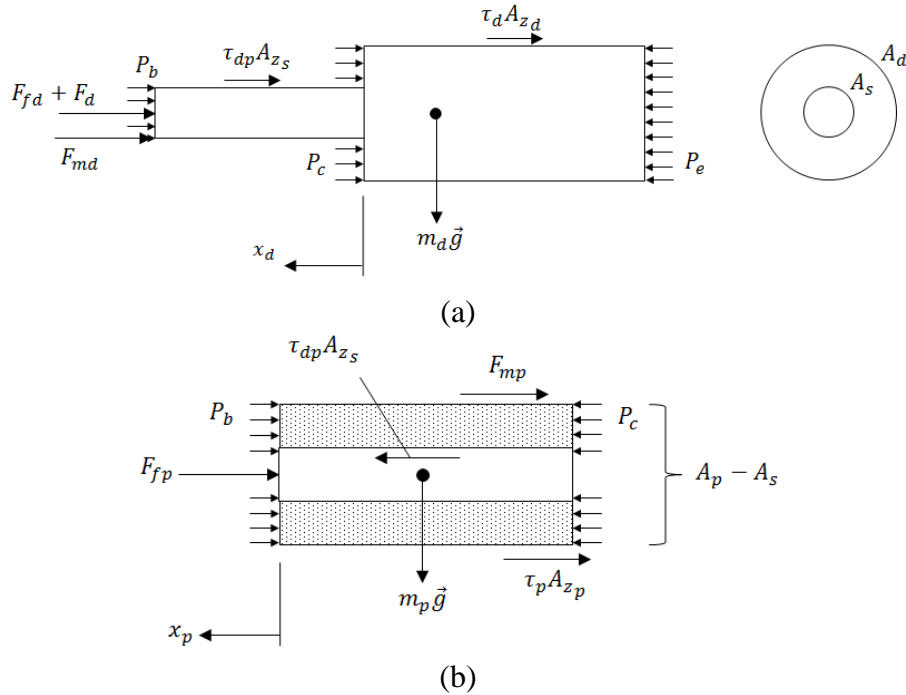 τ_d A_{z_d}
τ_{dp} A_{z_s}
P_b
A_d
A_s
F_{fd} + F_d
F_{md}
P_c
P_e
m_d g⃗
x_d
(a)
τ_{dp} A_{z_s}
F_{mp}
P_b
P_c
F_{fp}
A_p − A_s
m_p g⃗
τ_p A_{z_p}
x_p
(b)